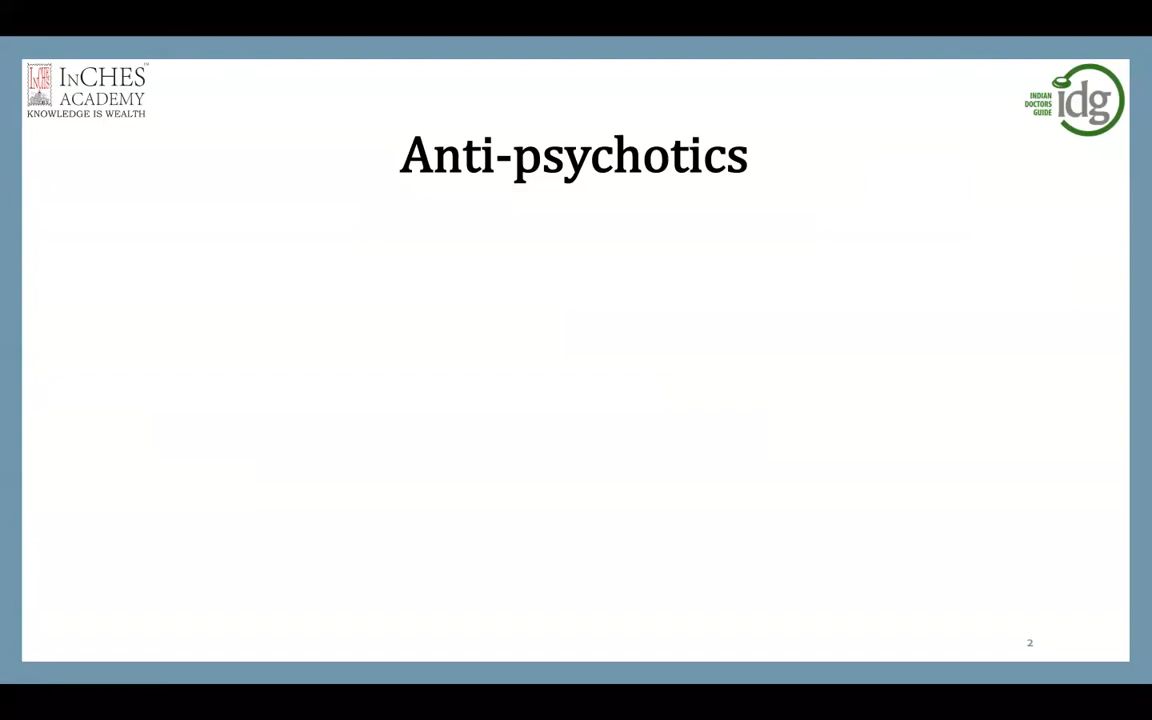 InCHES
ACADEMY
KNOWLEDGE IS WEALTH
INDIAN
DOCTORS
GUIDE
idg
Anti-psychotics
2